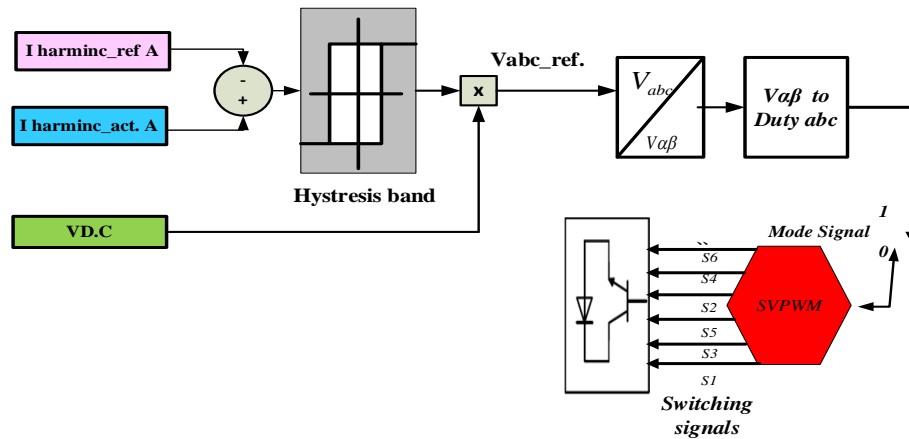 I harminc_ref A
-
+
I harminc_act. A
Hystresis band
x
Vabc_ref.
Vabc
Vαβ
Vαβ to
Duty abc
VD.C
1
Mode Signal
0
``
S6
S4
S2
S5
S3
S1
SVPWM
Switching
signals